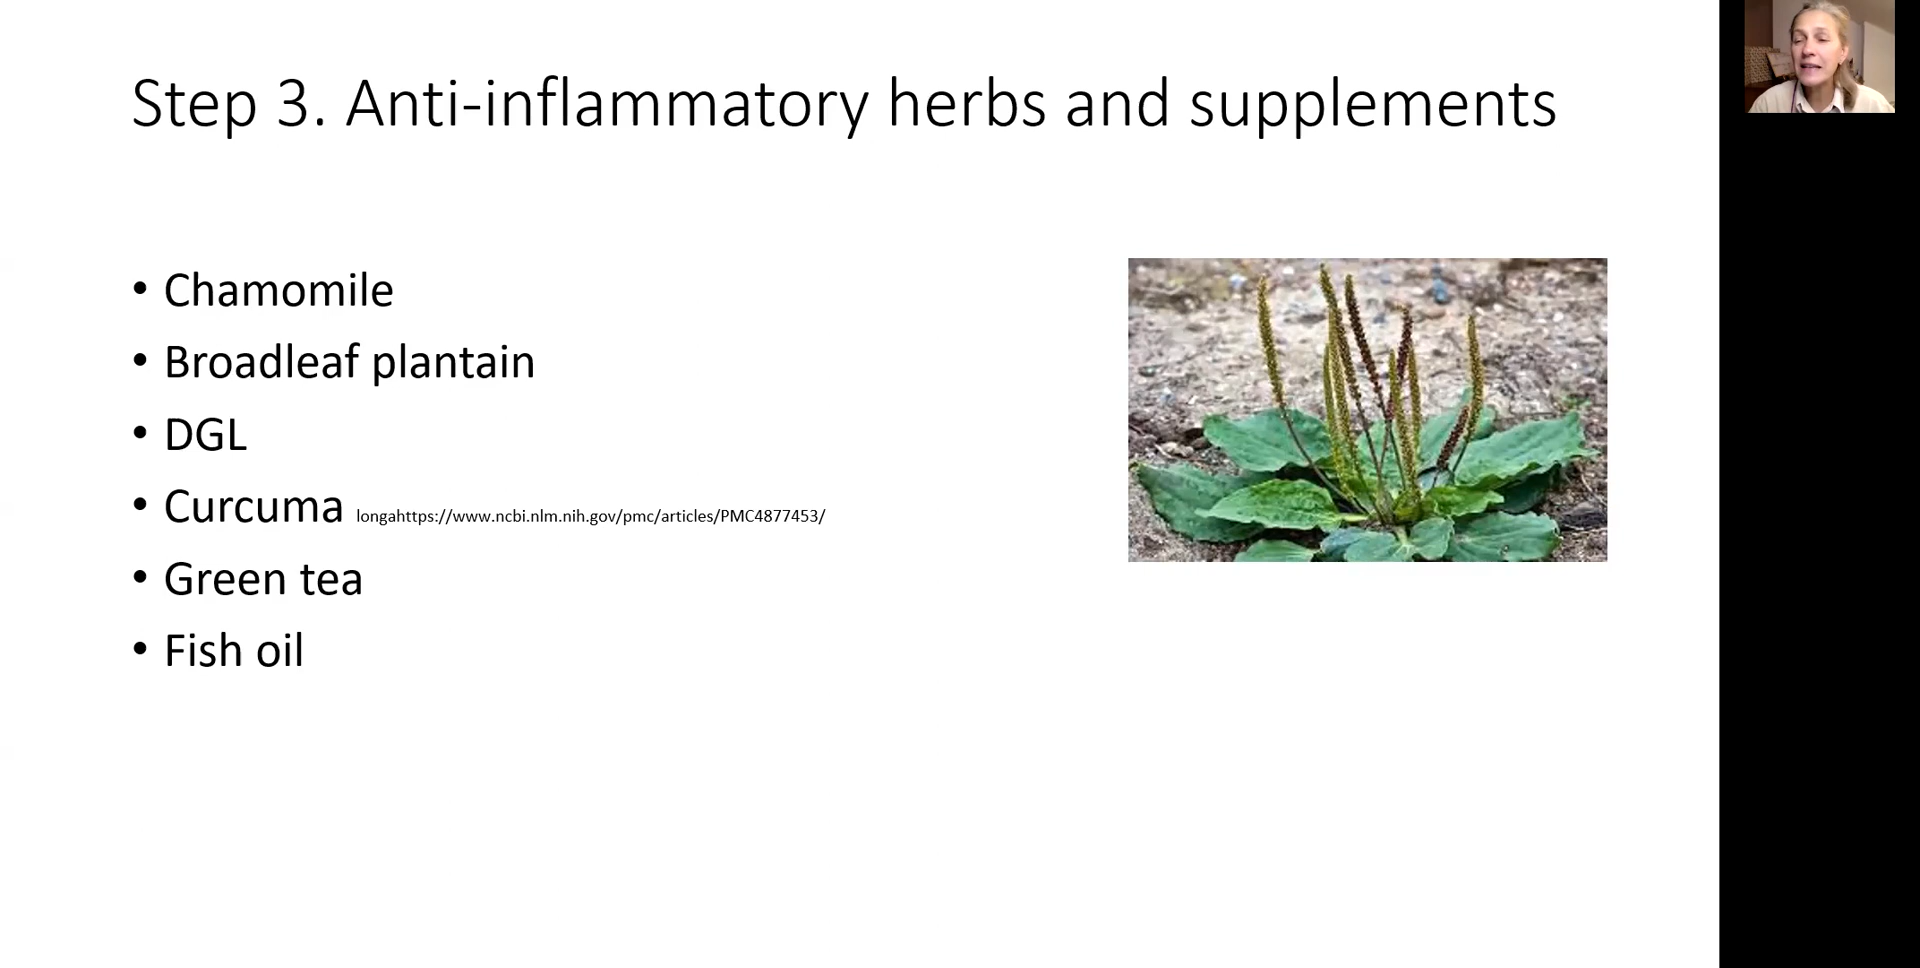 Step 3. Anti-inflammatory herbs and supplements
• Chamomile
• Broadleaf plantain
• DGL
• Curcuma longahttps://www.ncbi.nlm.nih.gov/pmc/articles/PMC4877453/
• Green tea
• Fish oil